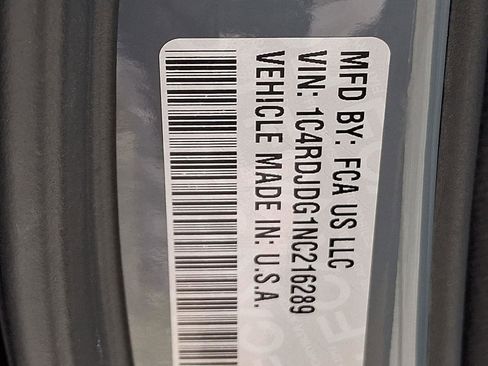 MFD BY: FCA US LLC
VIN: 1C4RDJDG1NC216289
VEHICLE MADE IN: U.S.A.